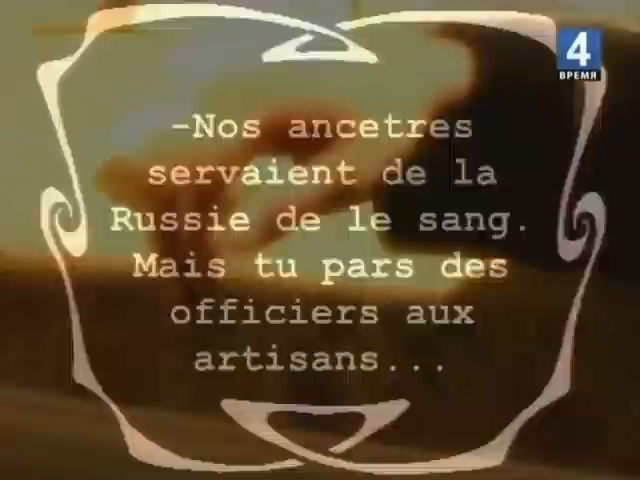 4
ВРЕМЯ
-Nos ancetres
servaient de la
Russie de le sang.
Mais tu pars des
officiers aux
artisans...